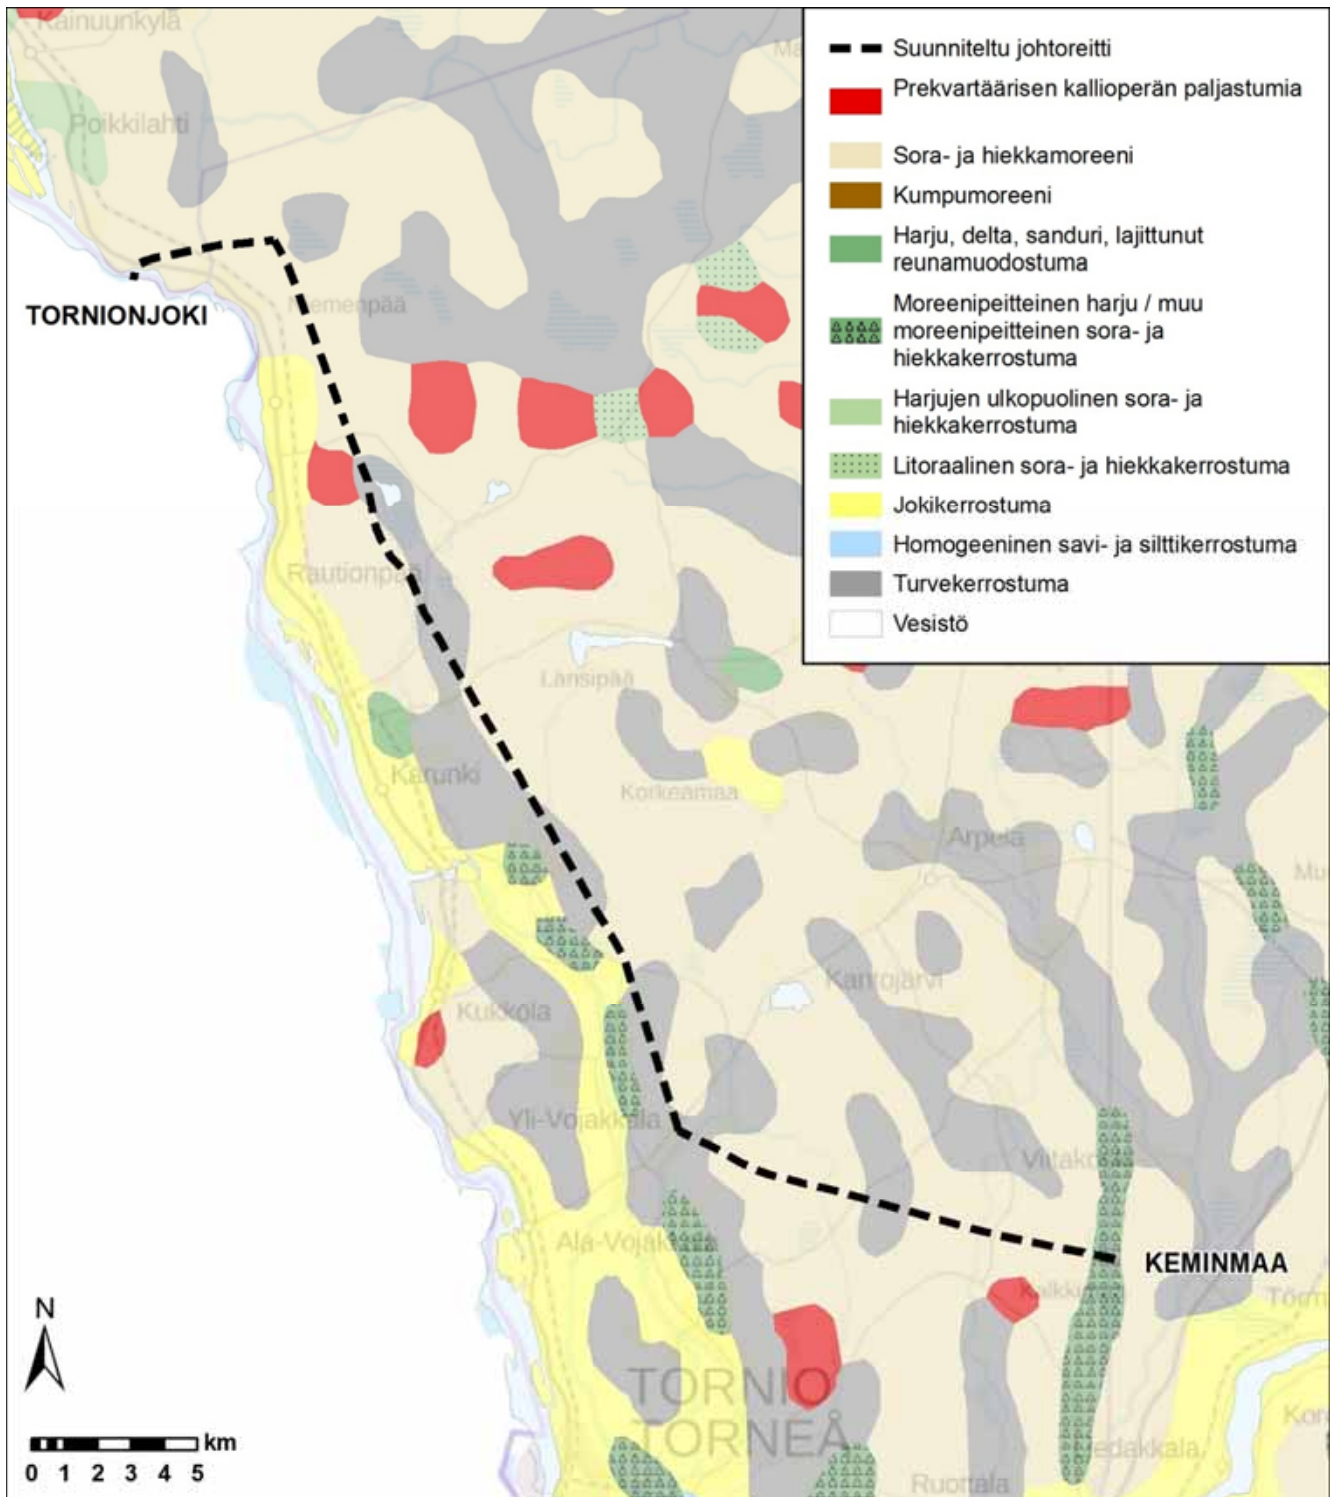 Kainuunkylä
Poikkilahti
TORNIONJOKI
Niemenpää
Rautionpää
Länsipää
Karunki
Korkeamaa
Arpela
Kantojärvi
Kukkola
Yli-Vojakkala
KEMINMAA
TORNIO
TORNEÅ
Ruottala
Suunniteltu johtoreitti
Prekvartäärisen kallioperän paljastumia
Sora- ja hiekkamoreeni
Kumpumoreeni
Harju, delta, sanduri, lajittunut
reunamuodostuma
Moreenipeitteinen harju / muu
moreenipeitteinen sora- ja
hiekkakerrostuma
Harjujen ulkopuolinen sora- ja
hiekkakerrostuma
Litoraalinen sora- ja hiekkakerrostuma
Jokikerrostuma
Homogeeninen savi- ja silttikerrostuma
Turvekerrostuma
Vesistö
N
km
0 1 2 3 4 5